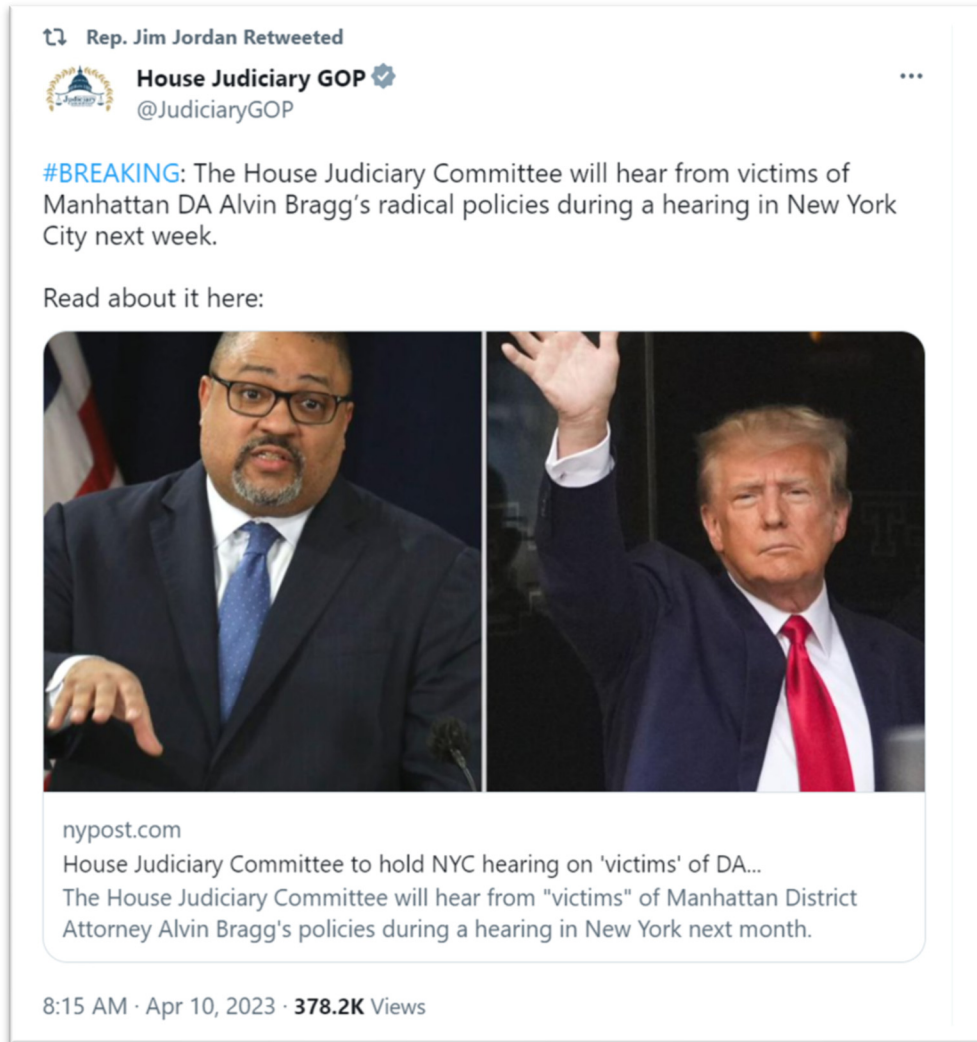 Rep. Jim Jordan Retweeted
House Judiciary GOP
@JudiciaryGOP
#BREAKING: The House Judiciary Committee will hear from victims of
Manhattan DA Alvin Bragg’s radical policies during a hearing in New York
City next week.
Read about it here:
nypost.com
House Judiciary Committee to hold NYC hearing on 'victims' of DA...
The House Judiciary Committee will hear from "victims" of Manhattan District
Attorney Alvin Bragg's policies during a hearing in New York next month.
8:15 AM · Apr 10, 2023 · 378.2K Views